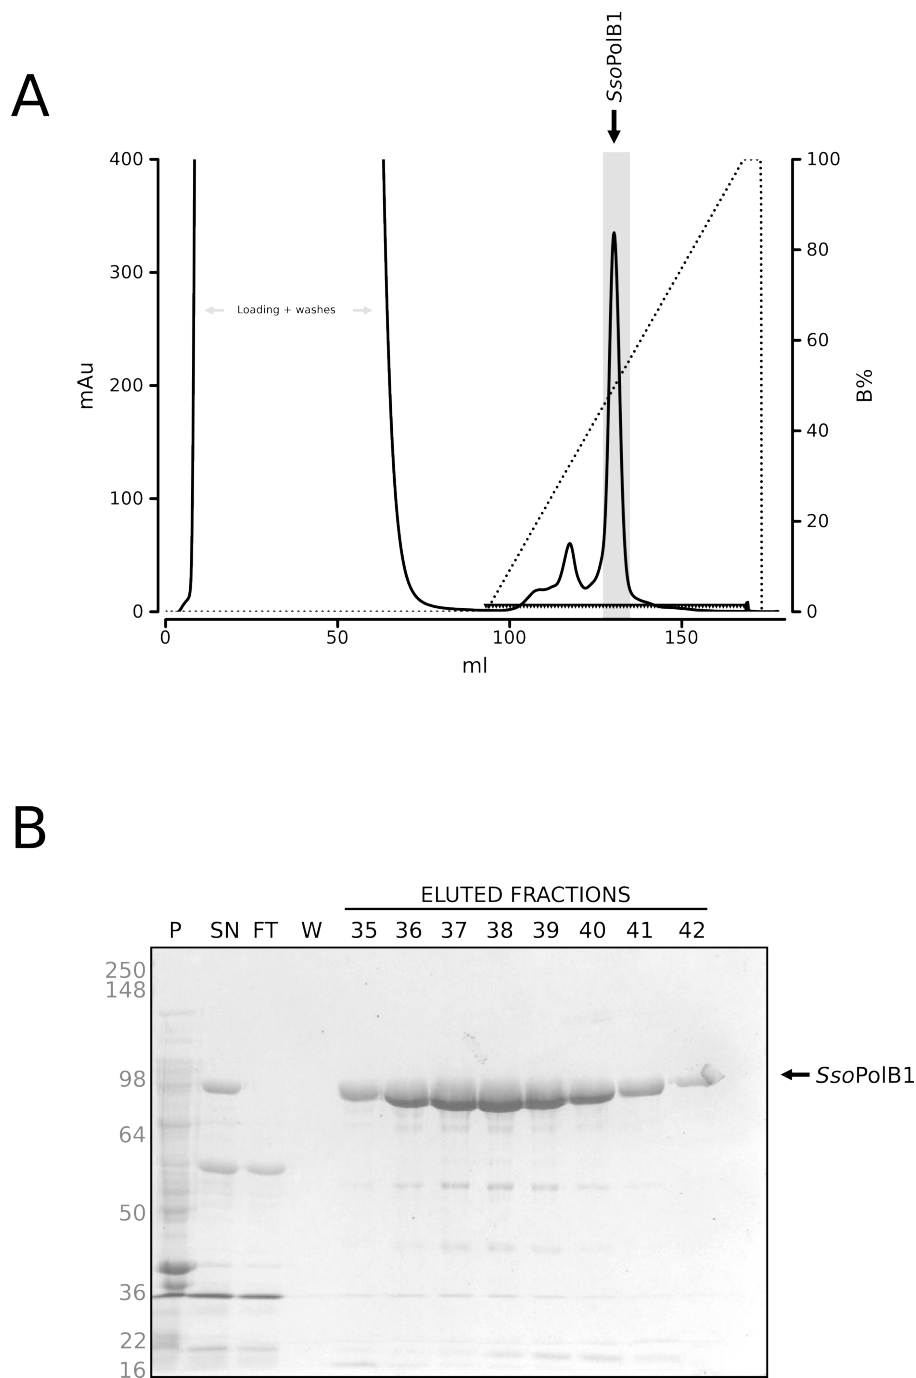 A
SsoPolB1
400
300
200
100
0
mAu
Loading + washes
100
80
60
40
20
0
B%
0 50 100 150
ml
B
ELUTED FRACTIONS
P SN FT W 35 36 37 38 39 40 41 42
250
148
98
64
50
36
22
16
SsoPolB1